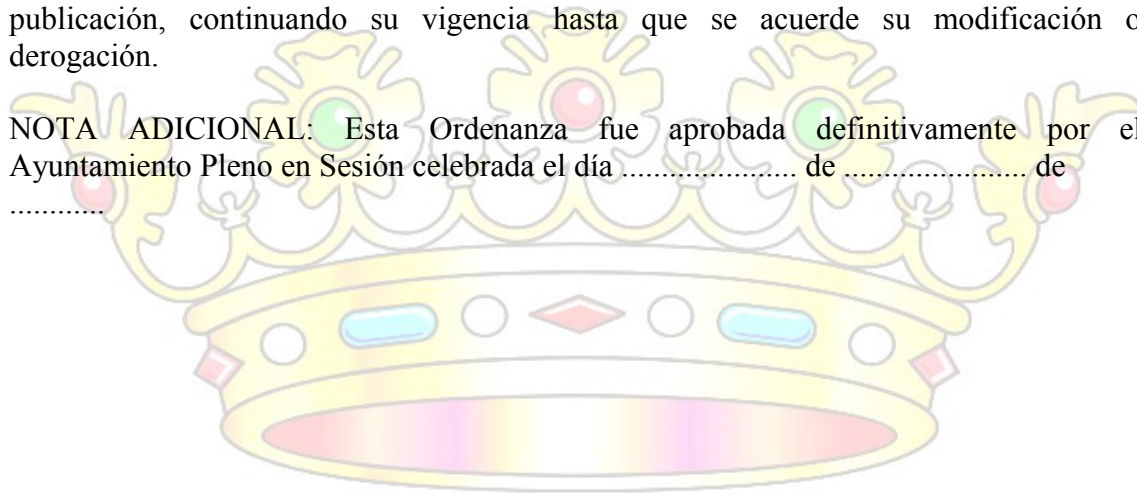 publicación, continuando su vigencia hasta que se acuerde su modificación o
derogación.
NOTA ADICIONAL: Esta Ordenanza fue aprobada definitivamente por el
Ayuntamiento Pleno en Sesión celebrada el día ...................... de ....................... de
............